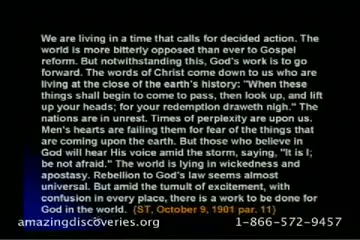 We are living in a time that calls for decided action. The
world is more bitterly opposed than ever to Gospel
reform. But notwithstanding this, God's work is to go
forward. The words of Christ come down to us who are
living at the close of the earth's history: "When these
things shall begin to come to pass, then look up, and lift
up your heads; for your redemption draweth nigh." The
nations are in unrest. Times of perplexity are upon us.
Men's hearts are failing them for fear of the things that
are coming upon the earth. But those who believe in
God will hear His voice amid the storm, saying, "It is I;
be not afraid." The world is lying in wickedness and
apostasy. Rebellion to God's law seems almost
universal. But amid the tumult of excitement, with
confusion in every place, there is a work to be done for
God in the world. {ST, October 9, 1901 par. 11}
amazingdiscoveries.org 1-866-572-9457